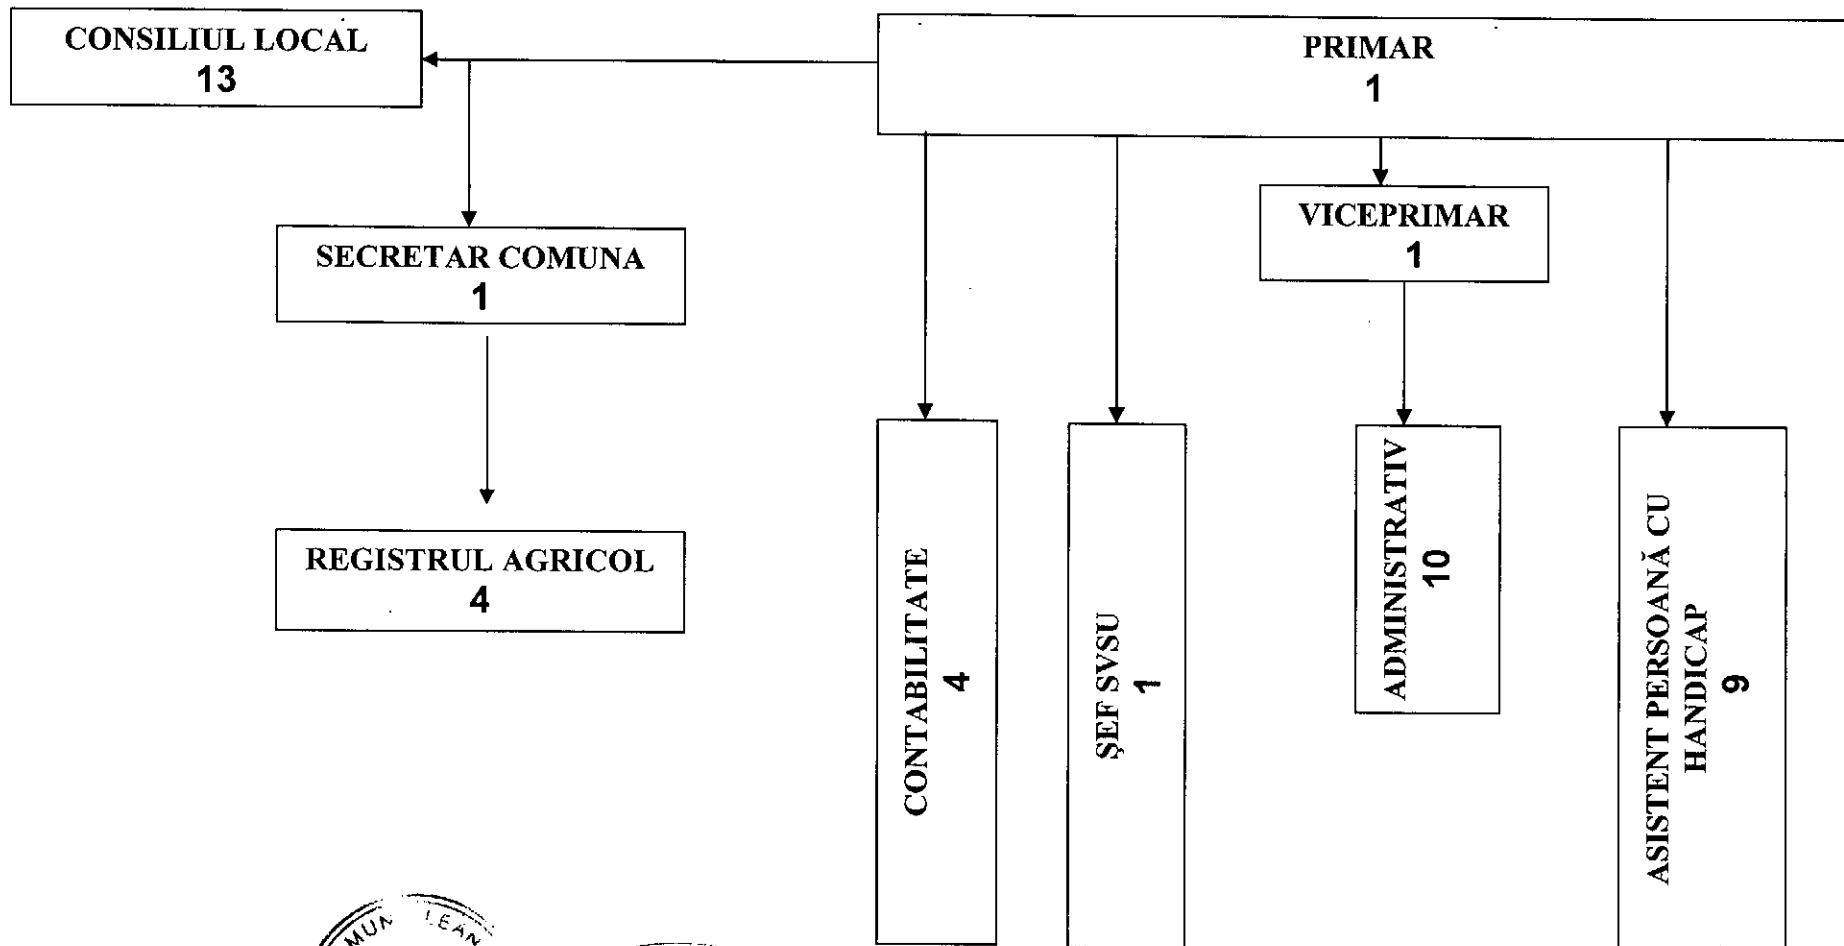 CONSILIUL LOCAL
13
PRIMAR
1
VICEPRIMAR
1
SECRETAR COMUNA
1
REGISTRUL AGRICOL
4
CONTABILITATE
4
ŞEF SVSU
1
ADMINISTRATIV
10
ASISTENT PERSOANĂ CU
HANDICAP
9